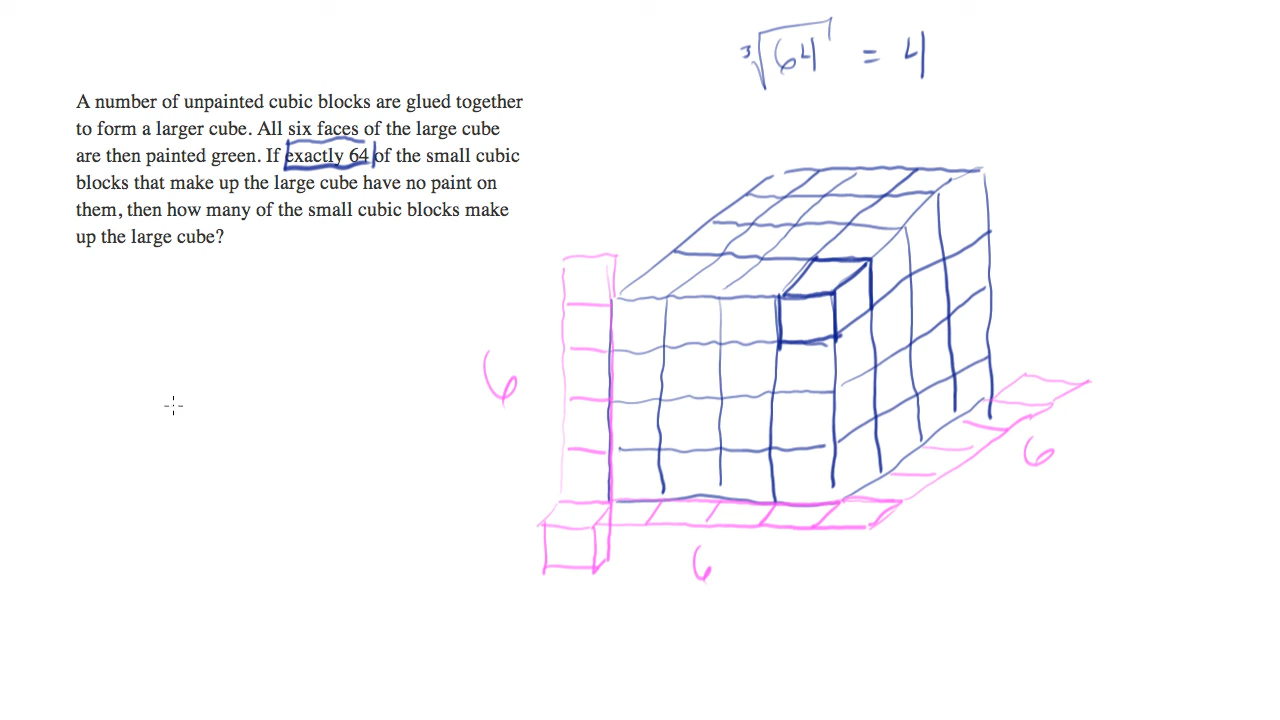 ∛64 = 4
A number of unpainted cubic blocks are glued together
to form a larger cube. All six faces of the large cube
are then painted green. If exactly 64 of the small cubic
blocks that make up the large cube have no paint on
them, then how many of the small cubic blocks make
up the large cube?
6
6
6